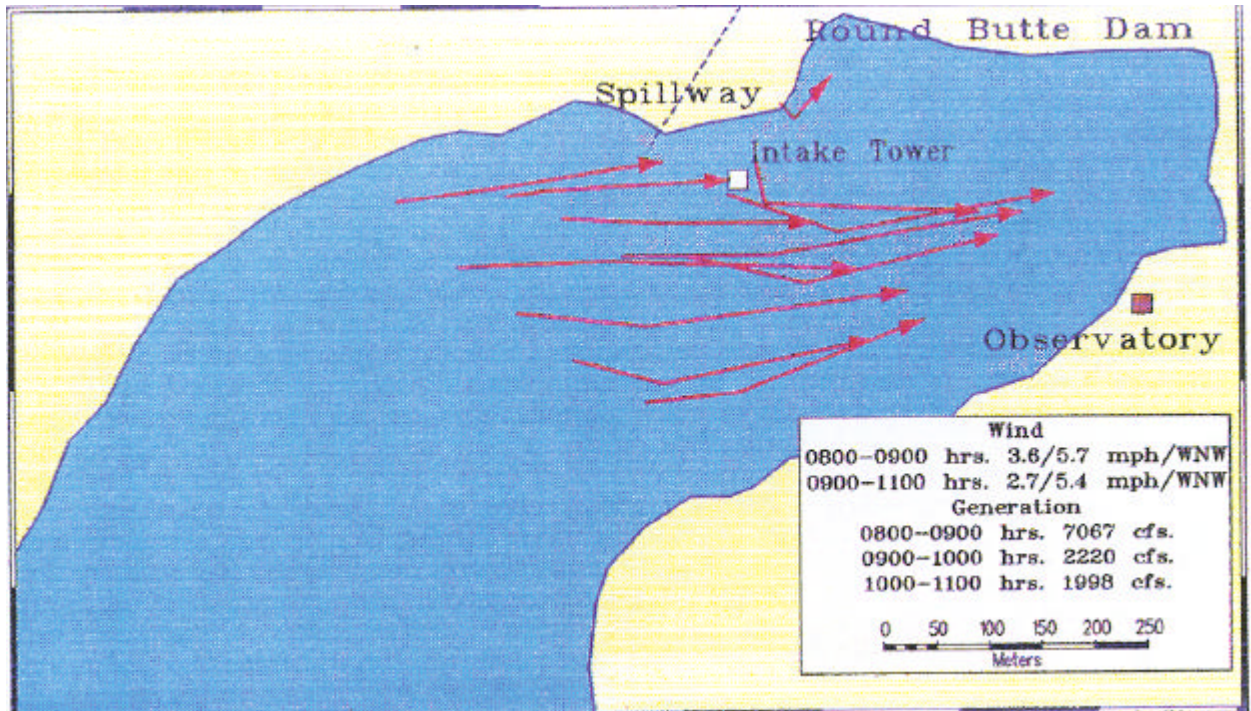 Round Butte Dam
Spillway
Intake Tower
Observatory
Wind
0800-0900 hrs. 3.6/5.7 mph/WNW
0900-1100 hrs. 2.7/5.4 mph/WNW
Generation
0800-0900 hrs. 7067 cfs.
0900-1000 hrs. 2220 cfs.
1000-1100 hrs. 1998 cfs.
0 50 100 150 200 250
Meters